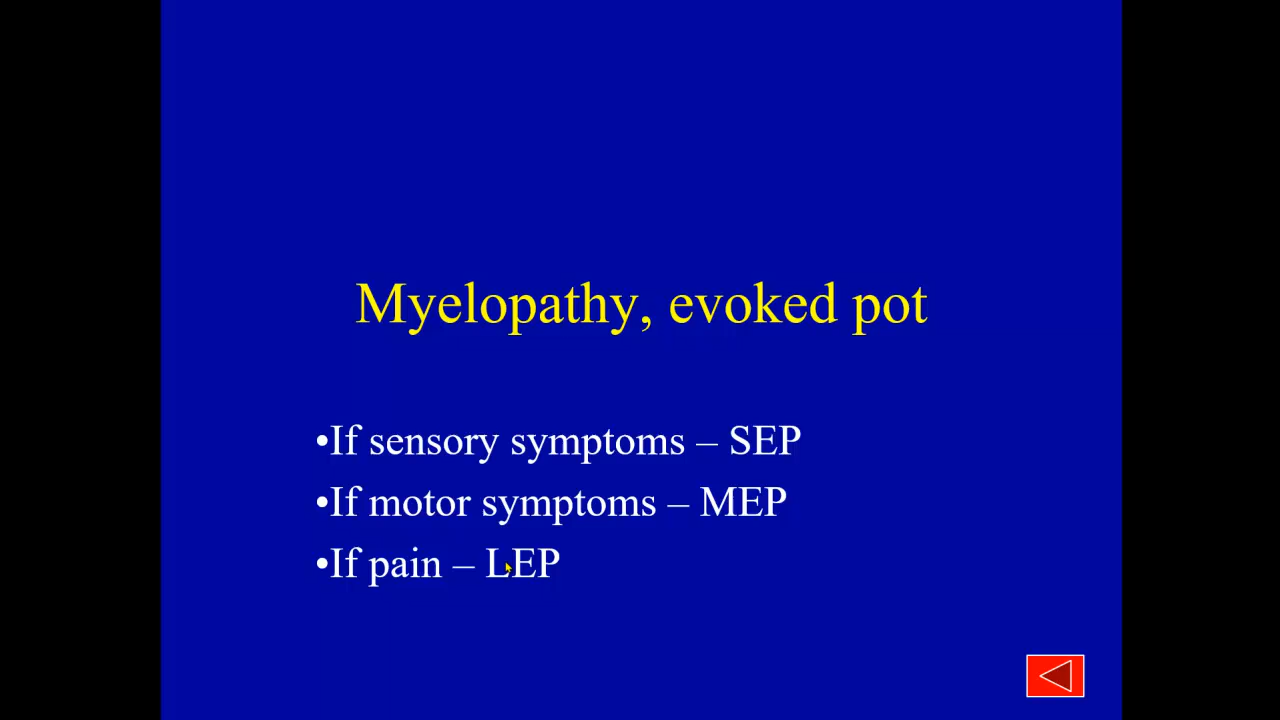 Myelopathy, evoked pot
•If sensory symptoms – SEP
•If motor symptoms – MEP
•If pain – LEP